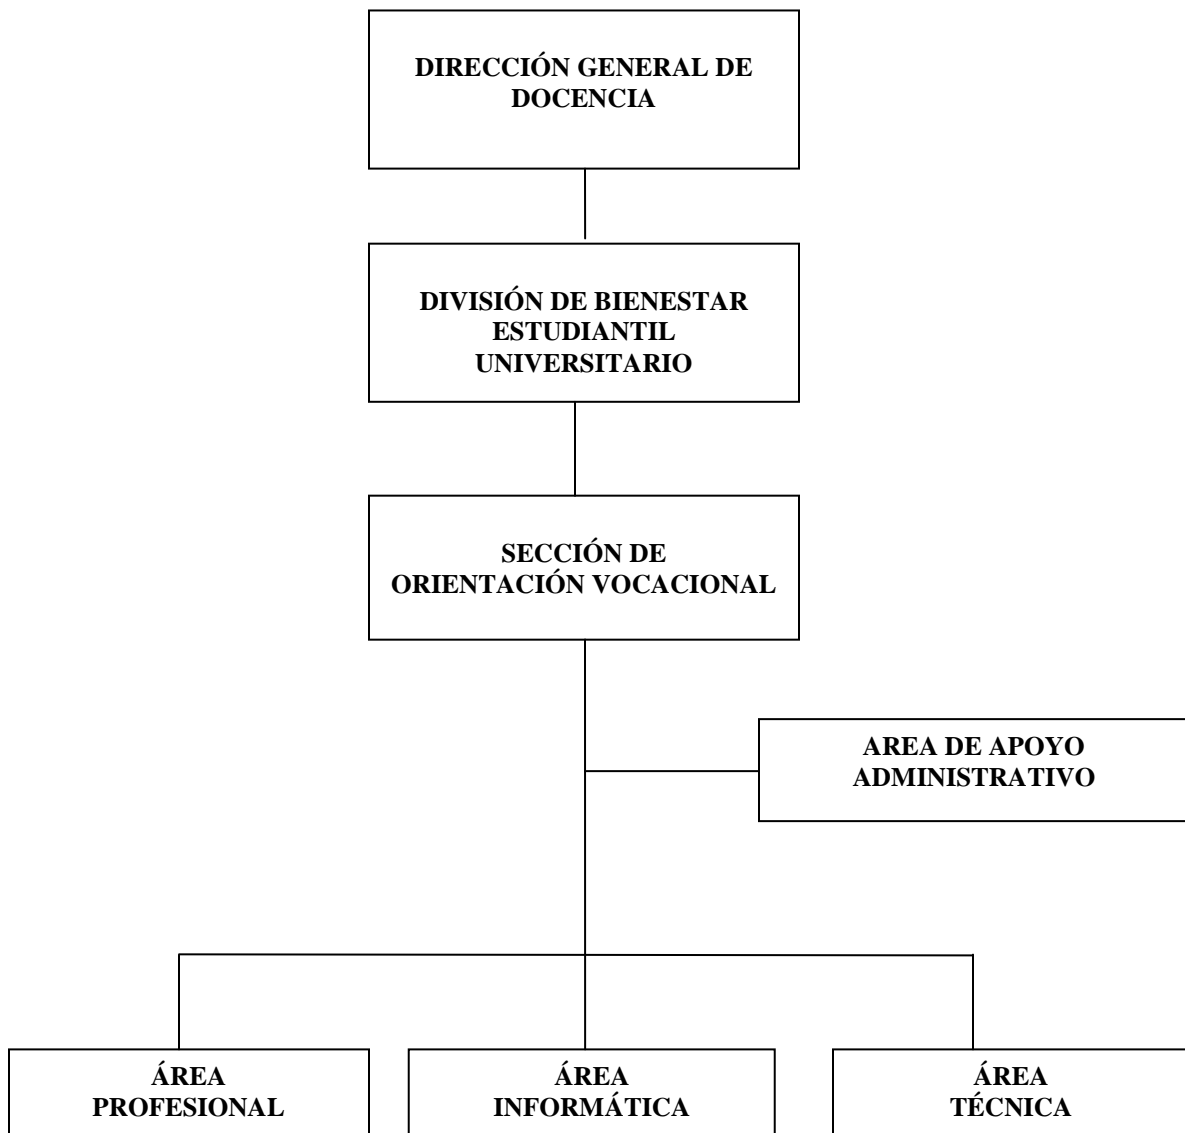 DIRECCIÓN GENERAL DE
DOCENCIA
DIVISIÓN DE BIENESTAR
ESTUDIANTIL
UNIVERSITARIO
SECCIÓN DE
ORIENTACIÓN VOCACIONAL
AREA DE APOYO
ADMINISTRATIVO
ÁREA
PROFESIONAL
ÁREA
INFORMÁTICA
ÁREA
TÉCNICA